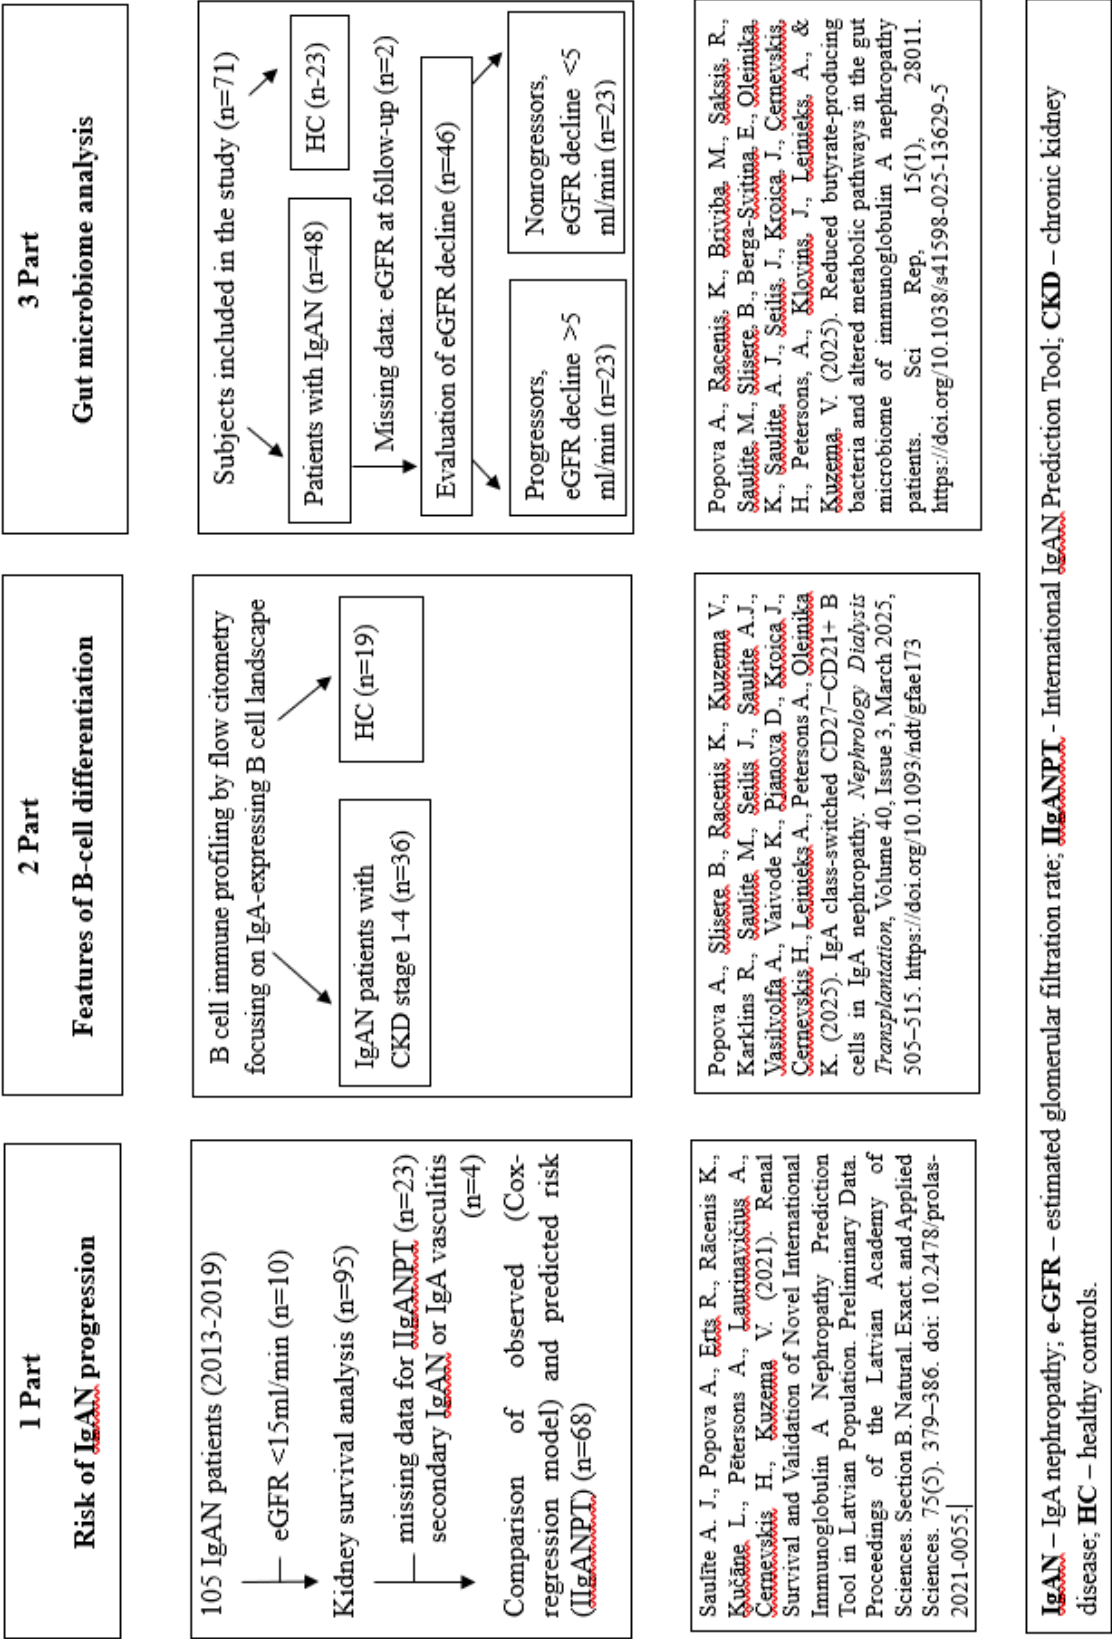 1 Part
Risk of IgAN progression
105 IgAN patients (2013-2019)
eGFR <15ml/min (n=10)
Kidney survival analysis (n=95)
missing data for IIgANPT (n=23)
secondary IgAN or IgA vasculitis
(n=4)
Comparison of observed (Cox-
regression model) and predicted risk
(IIgANPT) (n=68)
Saulīte A. J., Popova A., Erts R., Rācenis K.,
Kučāne L., Pētersons A., Laurinavičius A.,
Cernevskis H., Kuzema V. (2021). Renal
Survival and Validation of Novel International
Immunoglobulin A Nephropathy Prediction
Tool in Latvian Population. Preliminary Data.
Proceedings of the Latvian Academy of
Sciences. Section B. Natural. Exact. and Applied
Sciences. 75(5). 379–386. doi: 10.2478/prolas-
2021-0055.
2 Part
Features of B-cell differentiation
B cell immune profiling by flow citometry
focusing on IgA-expressing B cell landscape
IgAN patients with
CKD stage 1-4 (n=36)
HC (n=19)
Popova A., Slisere B., Racenis K., Kuzema V.,
Karklins R., Saulite M., Seilis J., Saulite A.J.,
Vasilvolfa A., Vaivode K., Pjanova D., Kroica J.,
Cernevskis H., Leinieks A., Petersons A., Oleinika
K. (2025). IgA class-switched CD27−CD21+ B
cells in IgA nephropathy. Nephrology Dialysis
Transplantation, Volume 40, Issue 3, March 2025,
505–515. https://doi.org/10.1093/ndt/gfae173
3 Part
Gut microbiome analysis
Subjects included in the study (n=71)
Patients with IgAN (n=48)
HC (n-23)
Missing data: eGFR at follow-up (n=2)
Evaluation of eGFR decline (n=46)
Progressors,
eGFR decline >5
ml/min (n=23)
Nonrogressors,
eGFR decline <5
ml/min (n=23)
Popova A., Racenis, K., Briviba, M., Saksis, R.,
Saulite, M., Slisere, B., Berga-Svitina, E., Oleinika,
K., Saulite, A. J., Seilis, J., Kroica, J., Cernevskis,
H., Petersons, A., Klovins, J., Leinieks, A., &
Kuzema, V. (2025). Reduced butyrate-producing
bacteria and altered metabolic pathways in the gut
microbiome of immunoglobulin A nephropathy
patients. Sci Rep, 15(1), 28011.
https://doi.org/10.1038/s41598-025-13629-5
IgAN – IgA nephropathy; e-GFR – estimated glomerular filtration rate; IIgANPT - International IgAN Prediction Tool; CKD – chronic kidney
disease; HC – healthy controls.